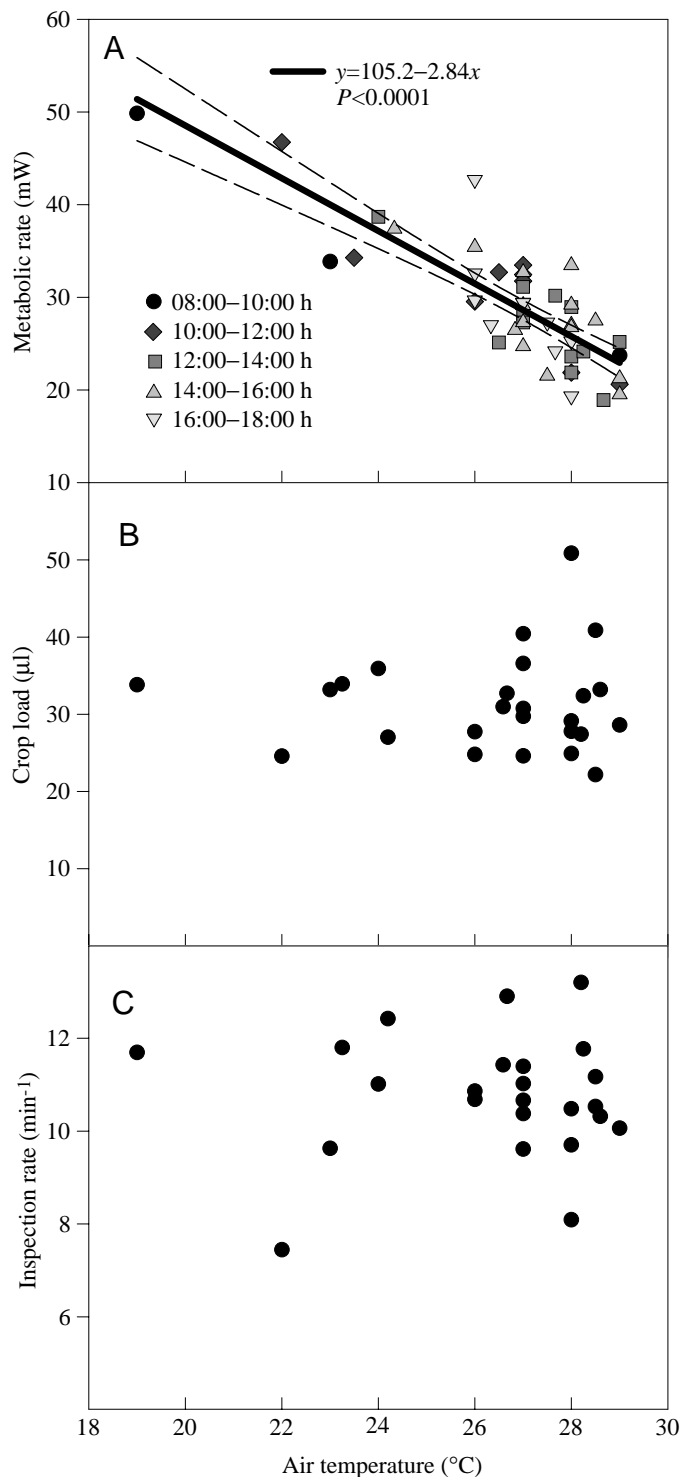 60
A
y=105.2–2.84x
P<0.0001
50
40
Metabolic rate (mW)
30
08:00–10:00 h
10:00–12:00 h
12:00–14:00 h
20
14:00–16:00 h
16:00–18:00 h
10
B
50
40
Crop load (µl)
30
20
10
C
12
10
Inspection rate (min-1)
8
6
18 20 22 24 26 28 30
Air temperature (°C)